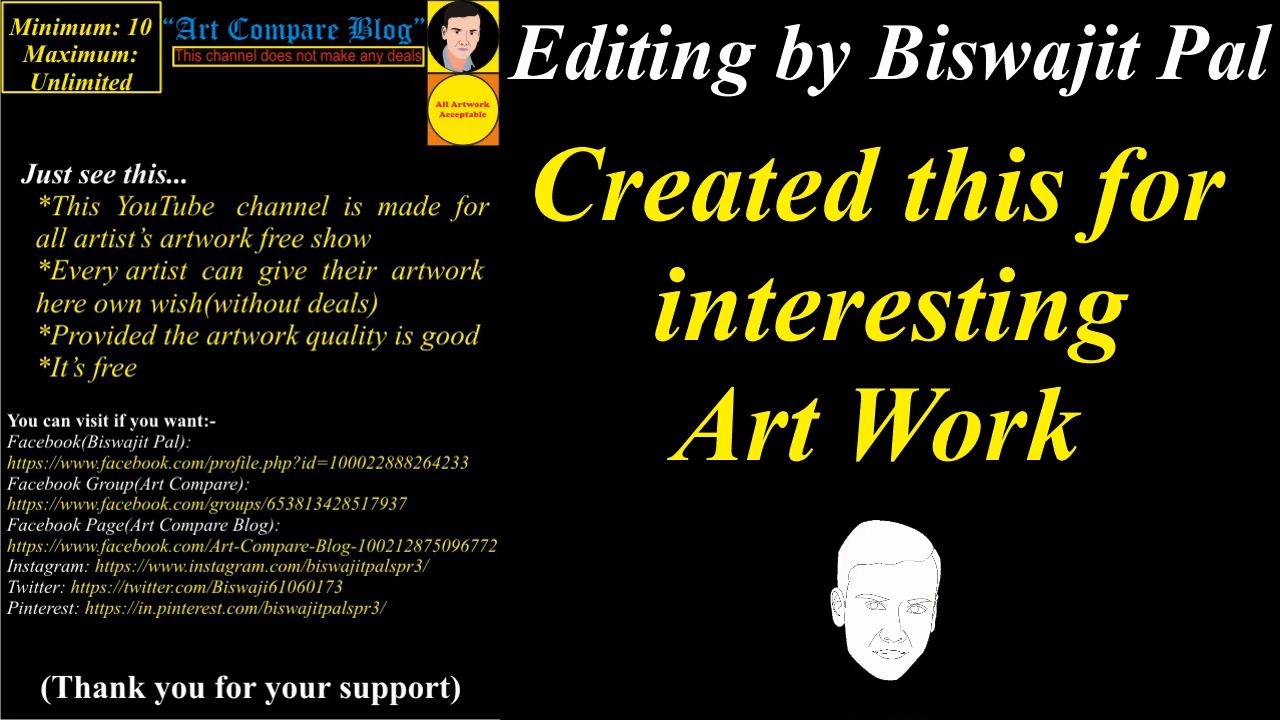 Minimum: 10
Maximum:
Unlimited
“Art Compare Blog”
This channel does not make any deals
All Artwork
Acceptable
Just see this...
*This YouTube channel is made for
all artist’s artwork free show
*Every artist can give their artwork
here own wish(without deals)
*Provided the artwork quality is good
*It’s free
You can visit if you want:-
Facebook(Biswajit Pal):
https://www.facebook.com/profile.php?id=100022888264233
Facebook Group(Art Compare):
https://www.facebook.com/groups/653813428517937
Facebook Page(Art Compare Blog):
https://www.facebook.com/Art-Compare-Blog-100212875096772
Instagram: https://www.instagram.com/biswajitpalspr3/
Twitter: https://twitter.com/Biswaji61060173
Pinterest: https://in.pinterest.com/biswajitpalspr3/
(Thank you for your support)
Editing by Biswajit Pal
Created this for
interesting
Art Work